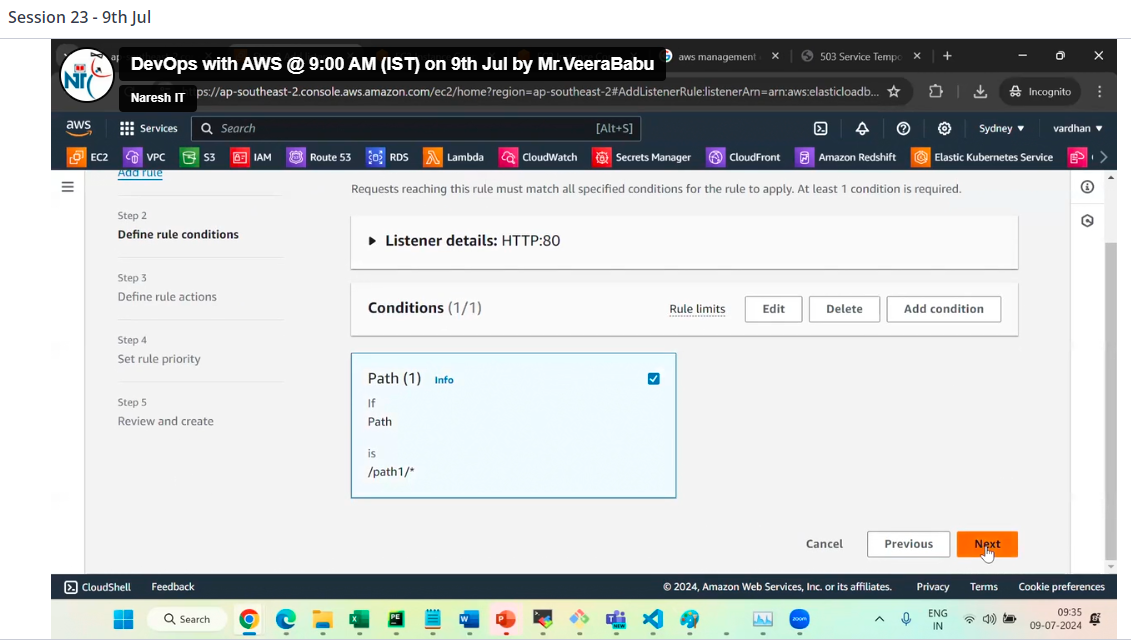 Session 23 - 9th Jul
DevOps with AWS @ 9:00 AM (IST) on 9th Jul by Mr.VeeraBabu
Naresh IT
NTC
aws management
503 Service Tempo
ps://ap-southeast-2.console.aws.amazon.com/ec2/home?region=ap-southeast-2#AddListenerRule:listenerArn=arn:aws:elasticloadb...
Incognito
aws
Services
Search
[Alt+S]
Sydney
vardhan
EC2
VPC
S3
IAM
Route 53
RDS
Lambda
CloudWatch
Secrets Manager
CloudFront
Amazon Redshift
Elastic Kubernetes Service
Add rule
Step 2
Define rule conditions
Step 3
Define rule actions
Step 4
Set rule priority
Step 5
Review and create
Requests reaching this rule must match all specified conditions for the rule to apply. At least 1 condition is required.
Listener details: HTTP:80
Conditions (1/1)
Rule limits
Edit
Delete
Add condition
Path (1) Info
If
Path
is
/path1/*
Cancel
Previous
Next
CloudShell
Feedback
© 2024, Amazon Web Services, Inc. or its affiliates.
Privacy
Terms
Cookie preferences
Search
ENG
IN
09:35
09-07-2024